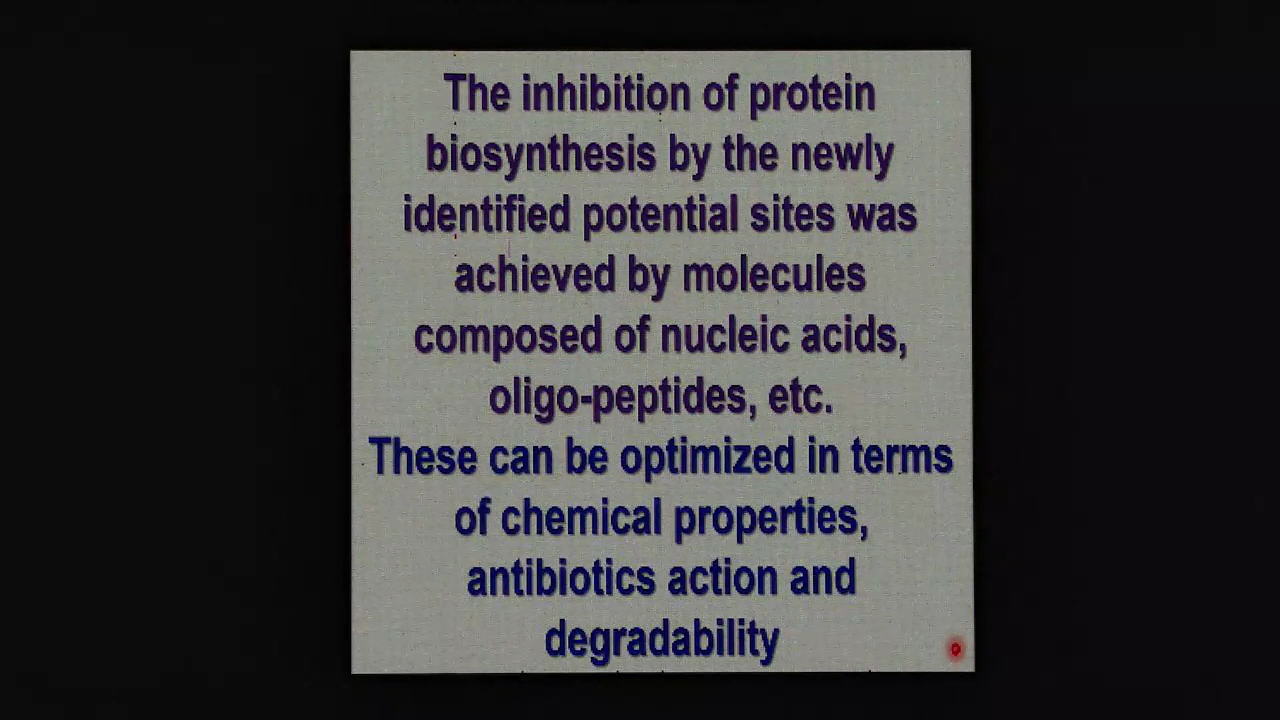 The inhibition of protein
biosynthesis by the newly
identified potential sites was
achieved by molecules
composed of nucleic acids,
oligo-peptides, etc.
These can be optimized in terms
of chemical properties,
antibiotics action and
degradability